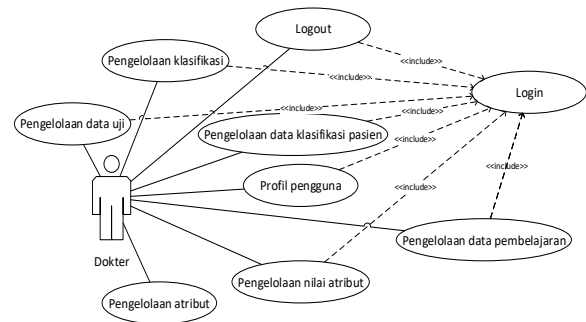 Logout
Pengelolaan klasifikasi
<<include>>
<<include>>
Login
<<include>>
Pengelolaan data uji
Pengelolaan data klasifikasi pasien
<<include>>
<<include>>
<<include>>
Profil pengguna
<<include>>
Pengelolaan data pembelajaran
Dokter
Pengelolaan nilai atribut
Pengelolaan atribut